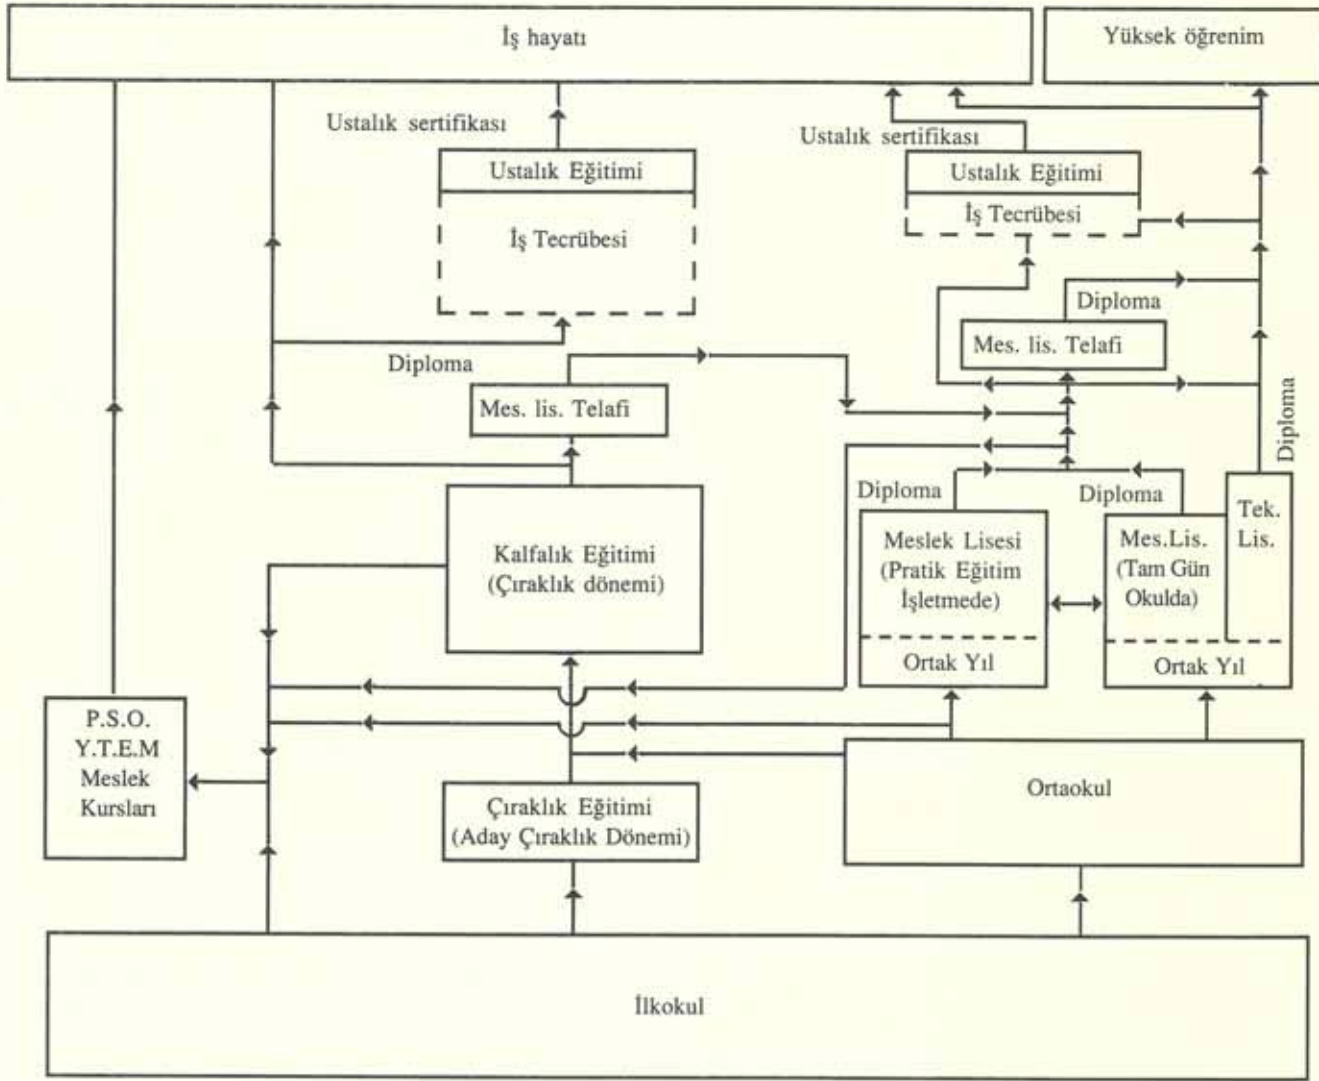 İş hayatı
Yüksek öğrenim
Ustalık sertifikası
Ustalık sertifikası
Ustalık Eğitimi
İş Tecrübesi
Ustalık Eğitimi
İş Tecrübesi
Diploma
Mes. lis. Telafi
Diploma
Mes. lis. Telafi
Diploma
Diploma
Diploma
Kalfalık Eğitimi
(Çıraklık dönemi)
Meslek Lisesi
(Pratik Eğitim
İşletmede)
Ortak Yıl
Mes.Lis.
(Tam Gün
Okulda)
Tek.
Lis.
Ortak Yıl
P.S.O.
Y.T.E.M
Meslek
Kursları
Çıraklık Eğitimi
(Aday Çıraklık Dönemi)
Ortaokul
İlkokul